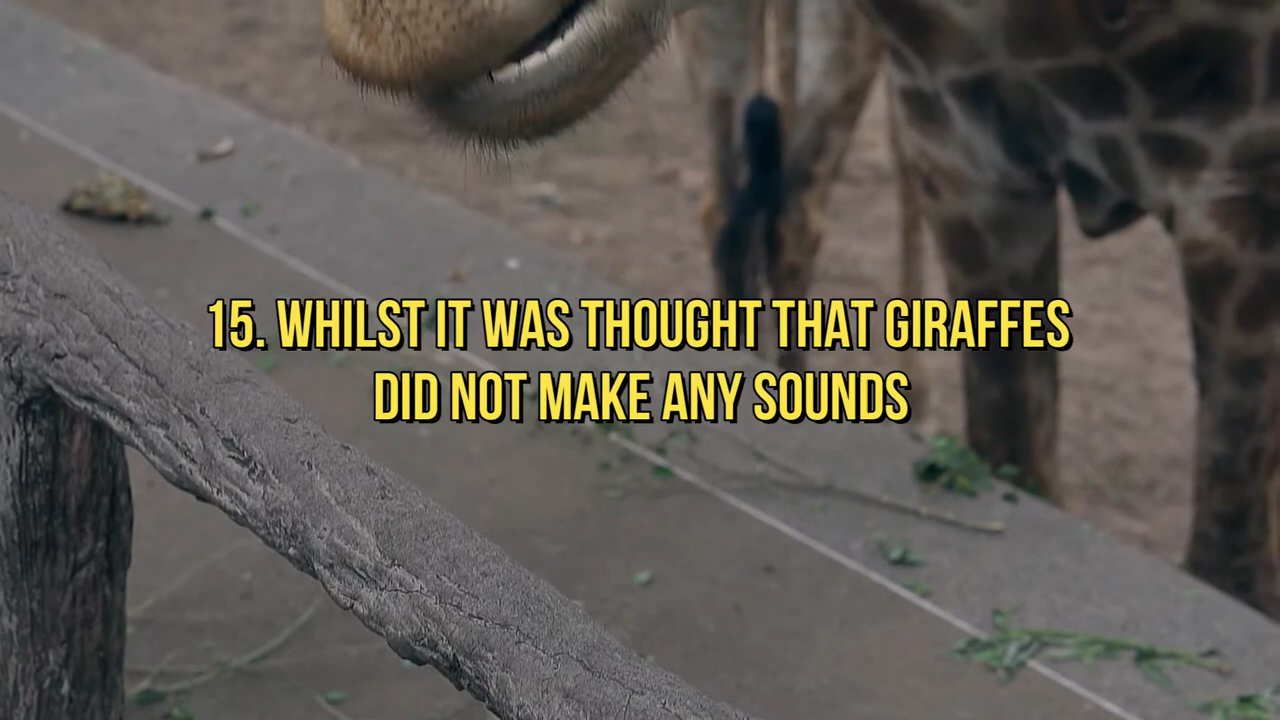 15. WHILST IT WAS THOUGHT THAT GIRAFFES
DID NOT MAKE ANY SOUNDS